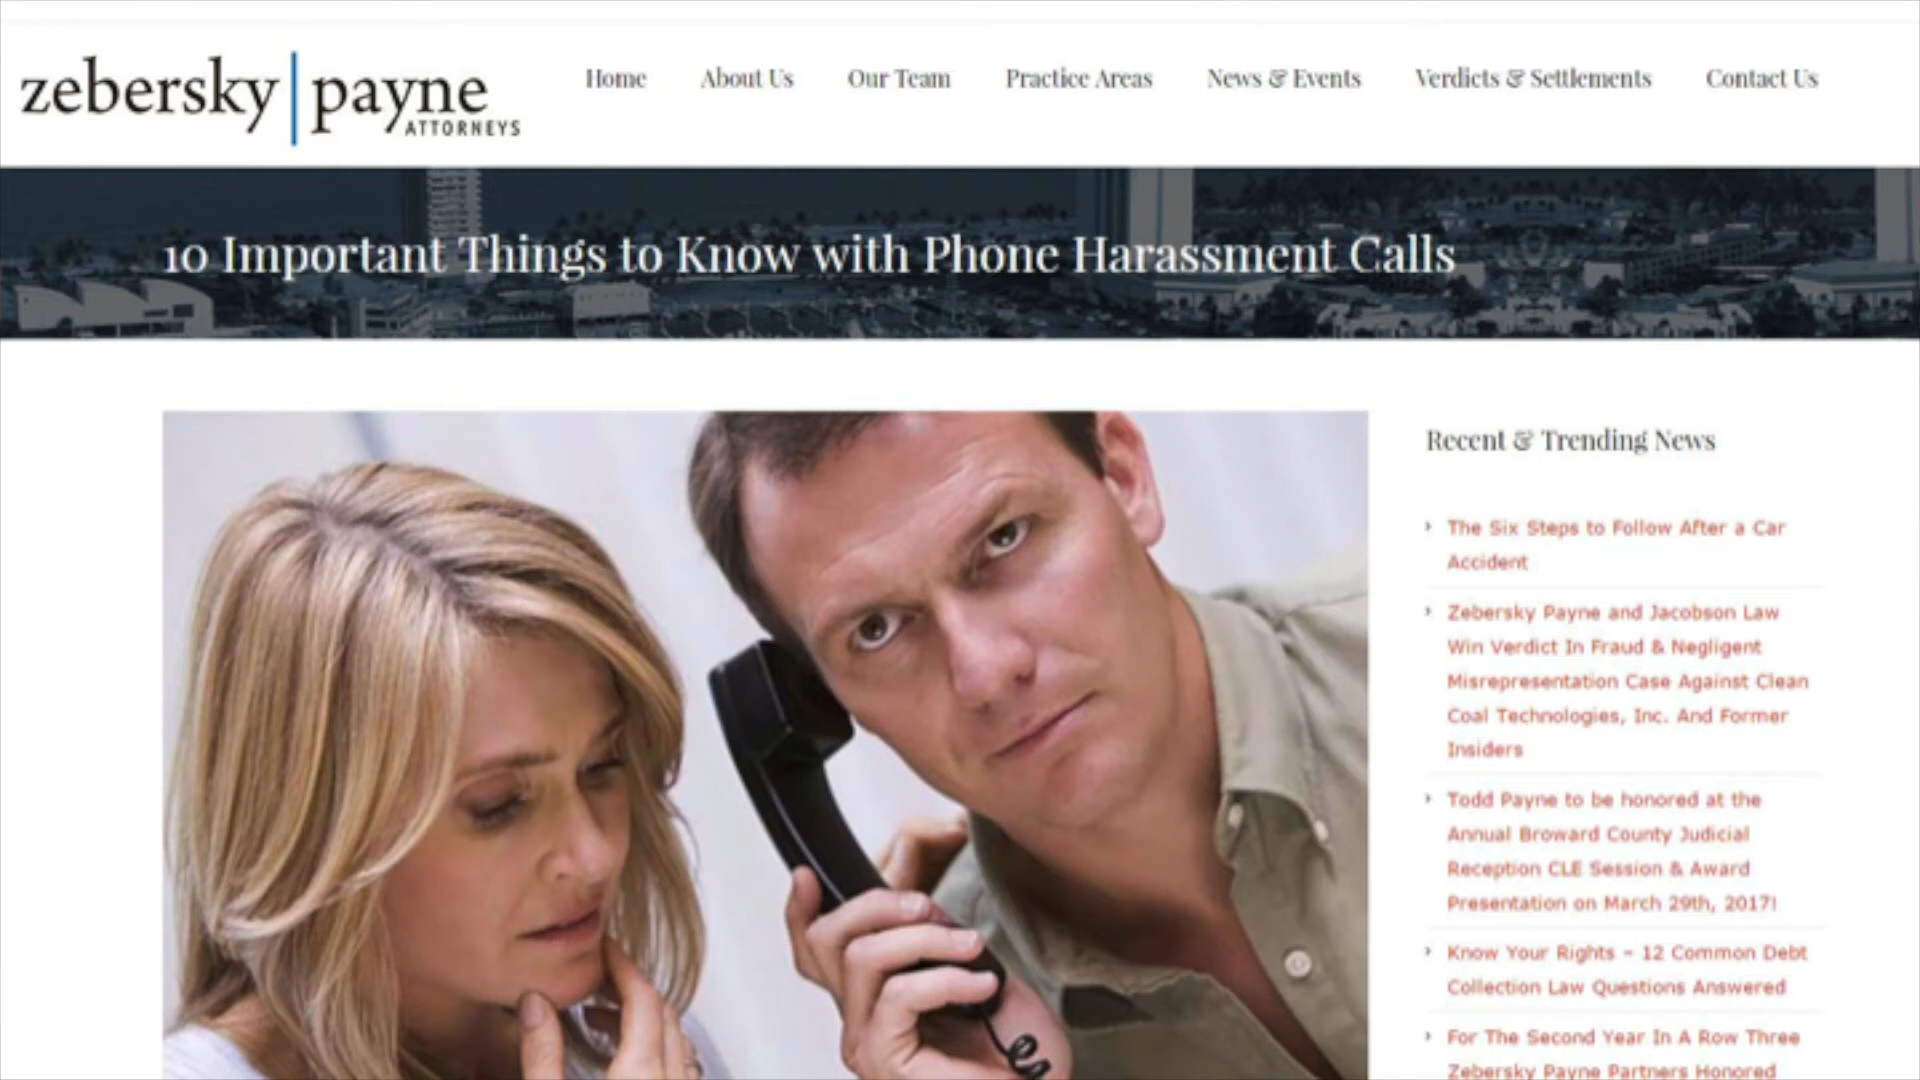 zebersky | payne
ATTORNEYS
Home About Us Our Team Practice Areas News & Events Verdicts & Settlements Contact Us
10 Important Things to Know with Phone Harassment Calls
Recent & Trending News
The Six Steps to Follow After a Car
Accident
Zebersky Payne and Jacobson Law
Win Verdict In Fraud & Negligent
Misrepresentation Case Against Clean
Coal Technologies, Inc. And Former
Insiders
Todd Payne to be honored at the
Annual Broward County Judicial
Reception CLE Session & Award
Presentation on March 29th, 2017!
Know Your Rights – 12 Common Debt
Collection Law Questions Answered
For The Second Year In A Row Three
Zebersky Payne Partners Honored